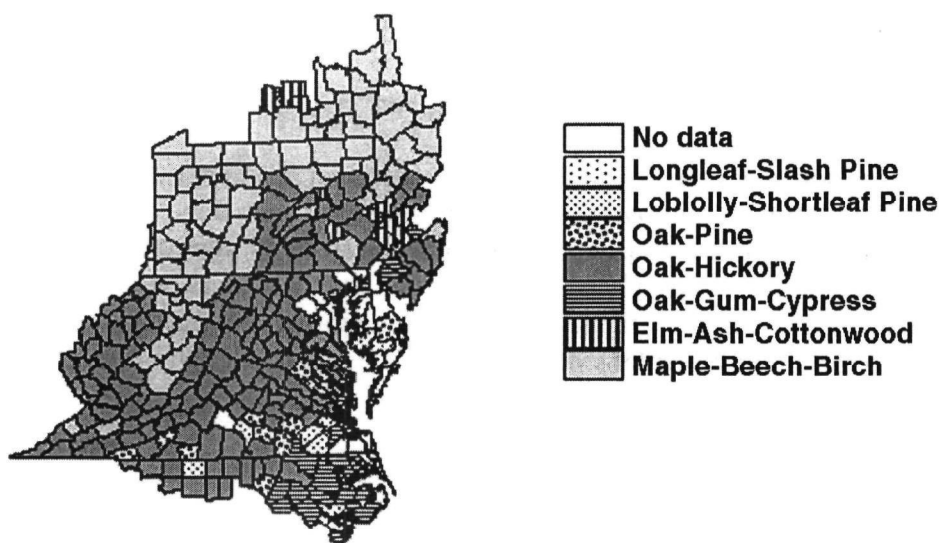 No data
Longleaf-Slash Pine
Loblolly-Shortleaf Pine
Oak-Pine
Oak-Hickory
Oak-Gum-Cypress
Elm-Ash-Cottonwood
Maple-Beech-Birch